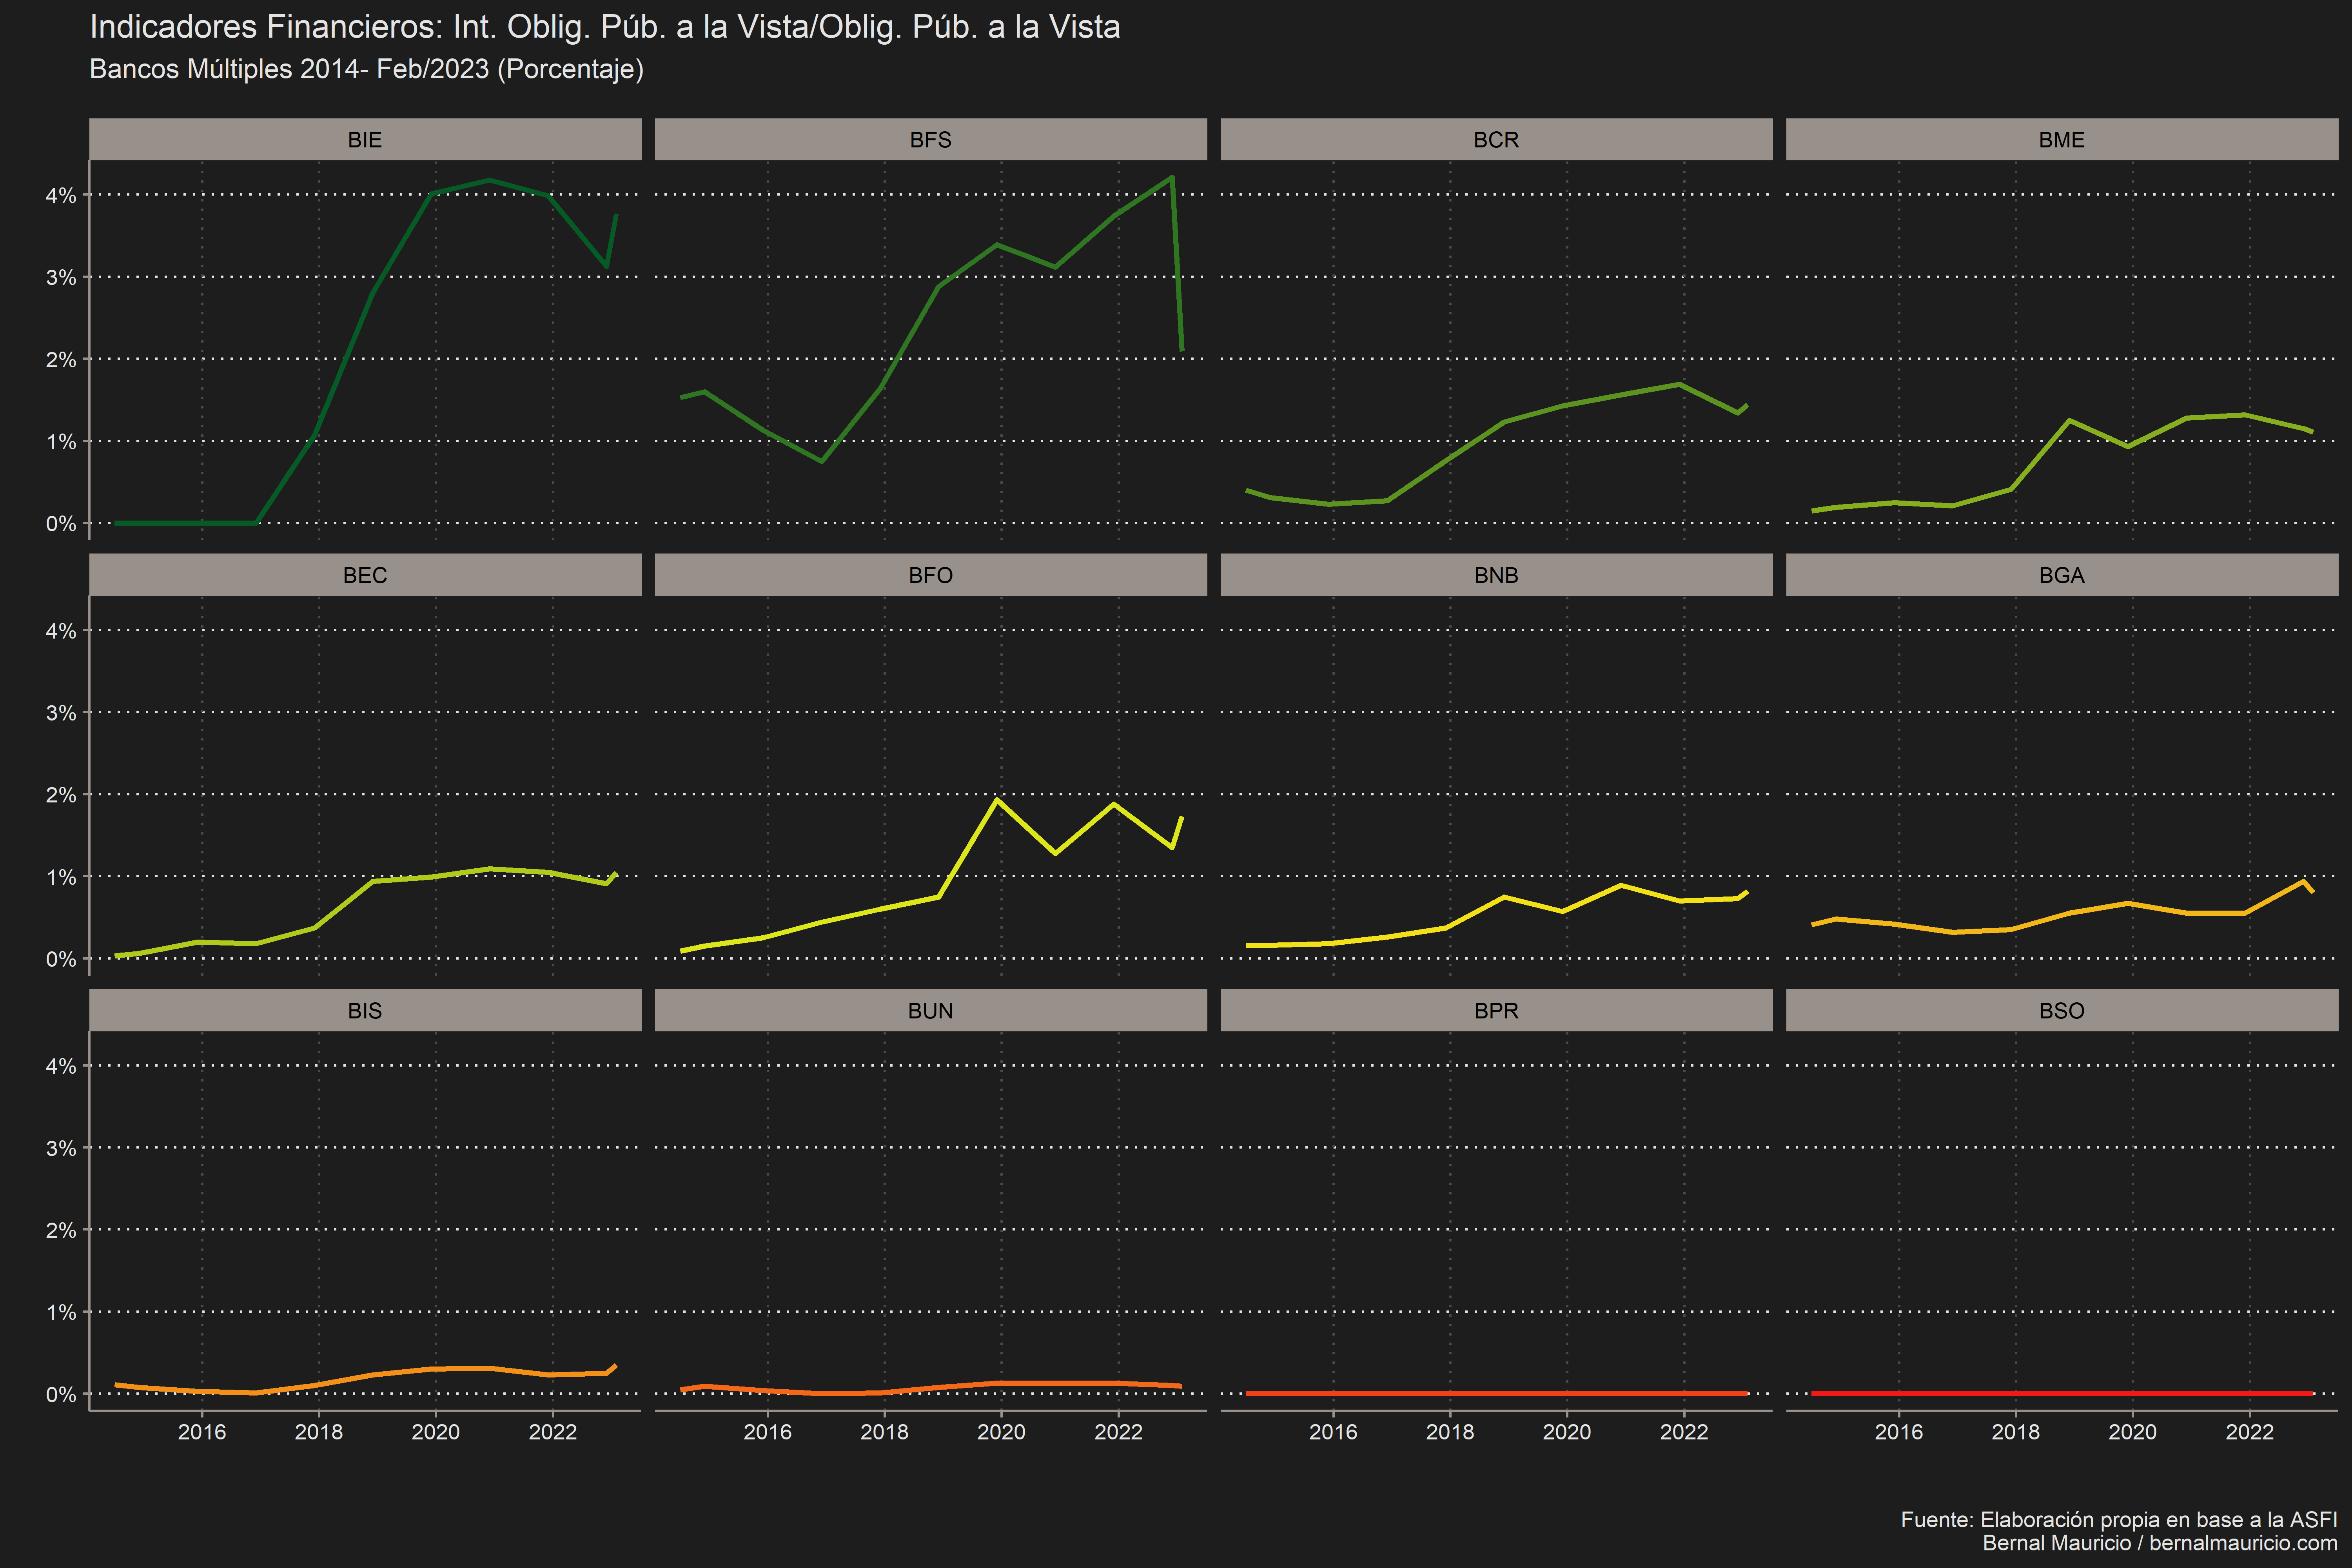 Indicadores Financieros: Int. Oblig. Púb. a la Vista/Oblig. Púb. a la Vista
Bancos Múltiples 2014- Feb/2023 (Porcentaje)
BIE
BFS
BCR
BME
4%
3%
2%
1%
0%
BEC
BFO
BNB
BGA
4%
3%
2%
1%
0%
BIS
BUN
BPR
BSO
4%
3%
2%
1%
0%
2016 2018 2020 2022
2016 2018 2020 2022
2016 2018 2020 2022
2016 2018 2020 2022
Fuente: Elaboración propia en base a la ASFI
Bernal Mauricio / bernalmauricio.com